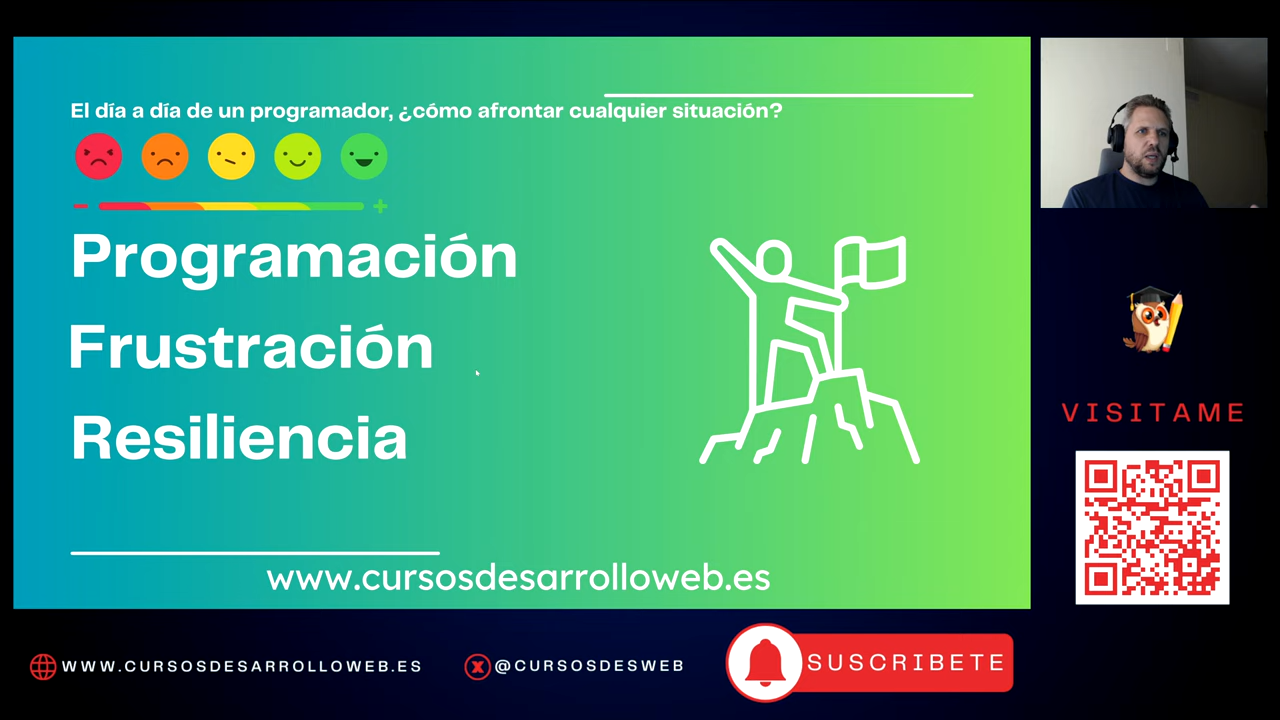 El día a día de un programador, ¿cómo afrontar cualquier situación?
Programación
Frustración
Resiliencia
www.cursosdesarrolloweb.es
VISITAME
WWW.CURSOSDESARROLLOWEB.ES
@CURSOSDESWEB
SUSCRIBETE